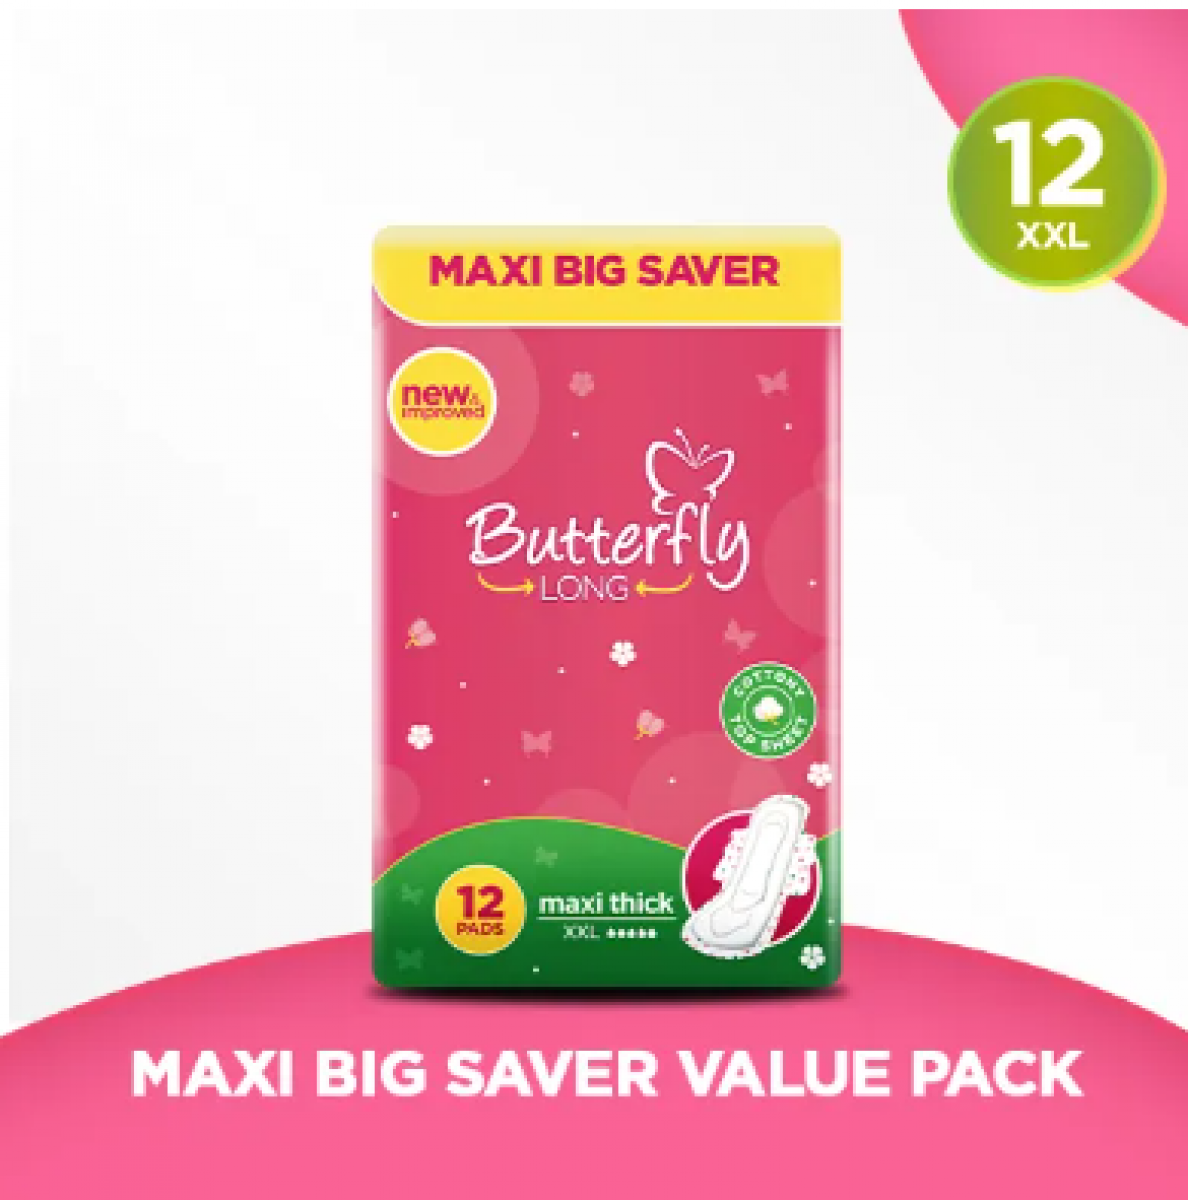 12
XXL
MAXI BIG SAVER
new &
improved
Butterfly
LONG
COTTONY
TOP SHEET
12
PADS
maxi thick
XXL
MAXI BIG SAVER VALUE PACK